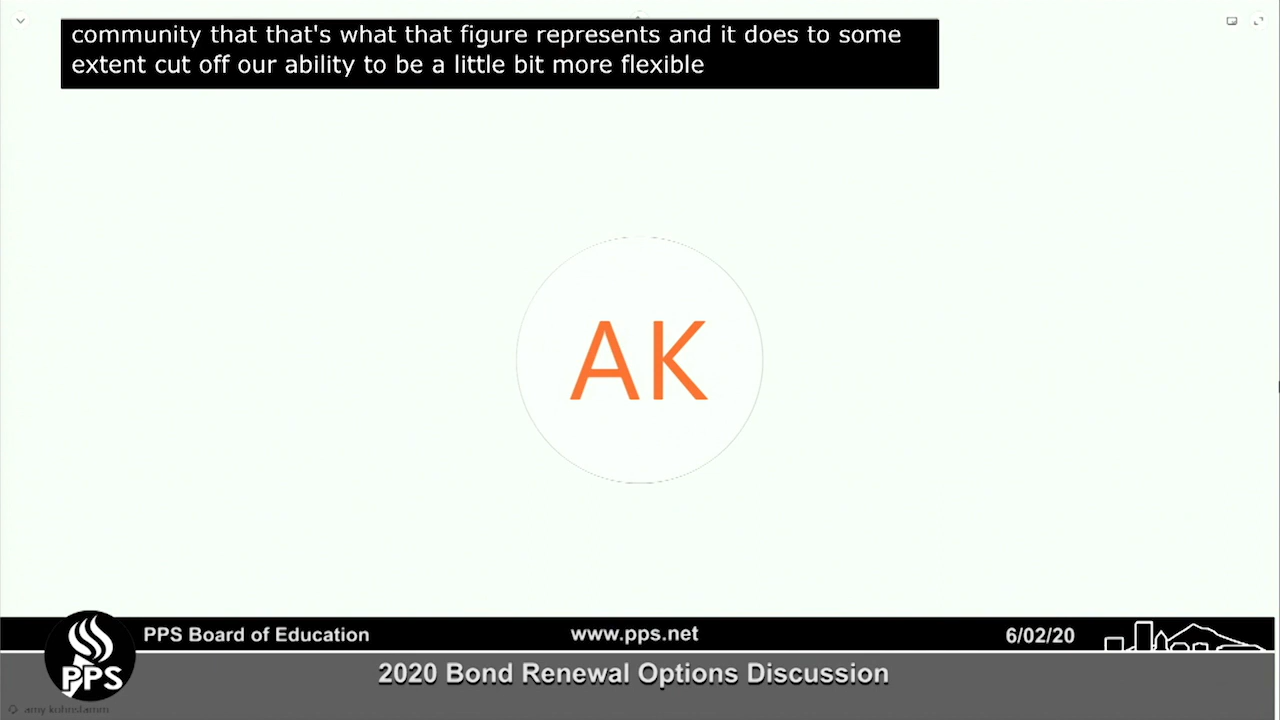 community that that's what that figure represents and it does to some
extent cut off our ability to be a little bit more flexible
AK
PPS Board of Education
www.pps.net
6/02/20
PPS
2020 Bond Renewal Options Discussion
amy kohnstamm